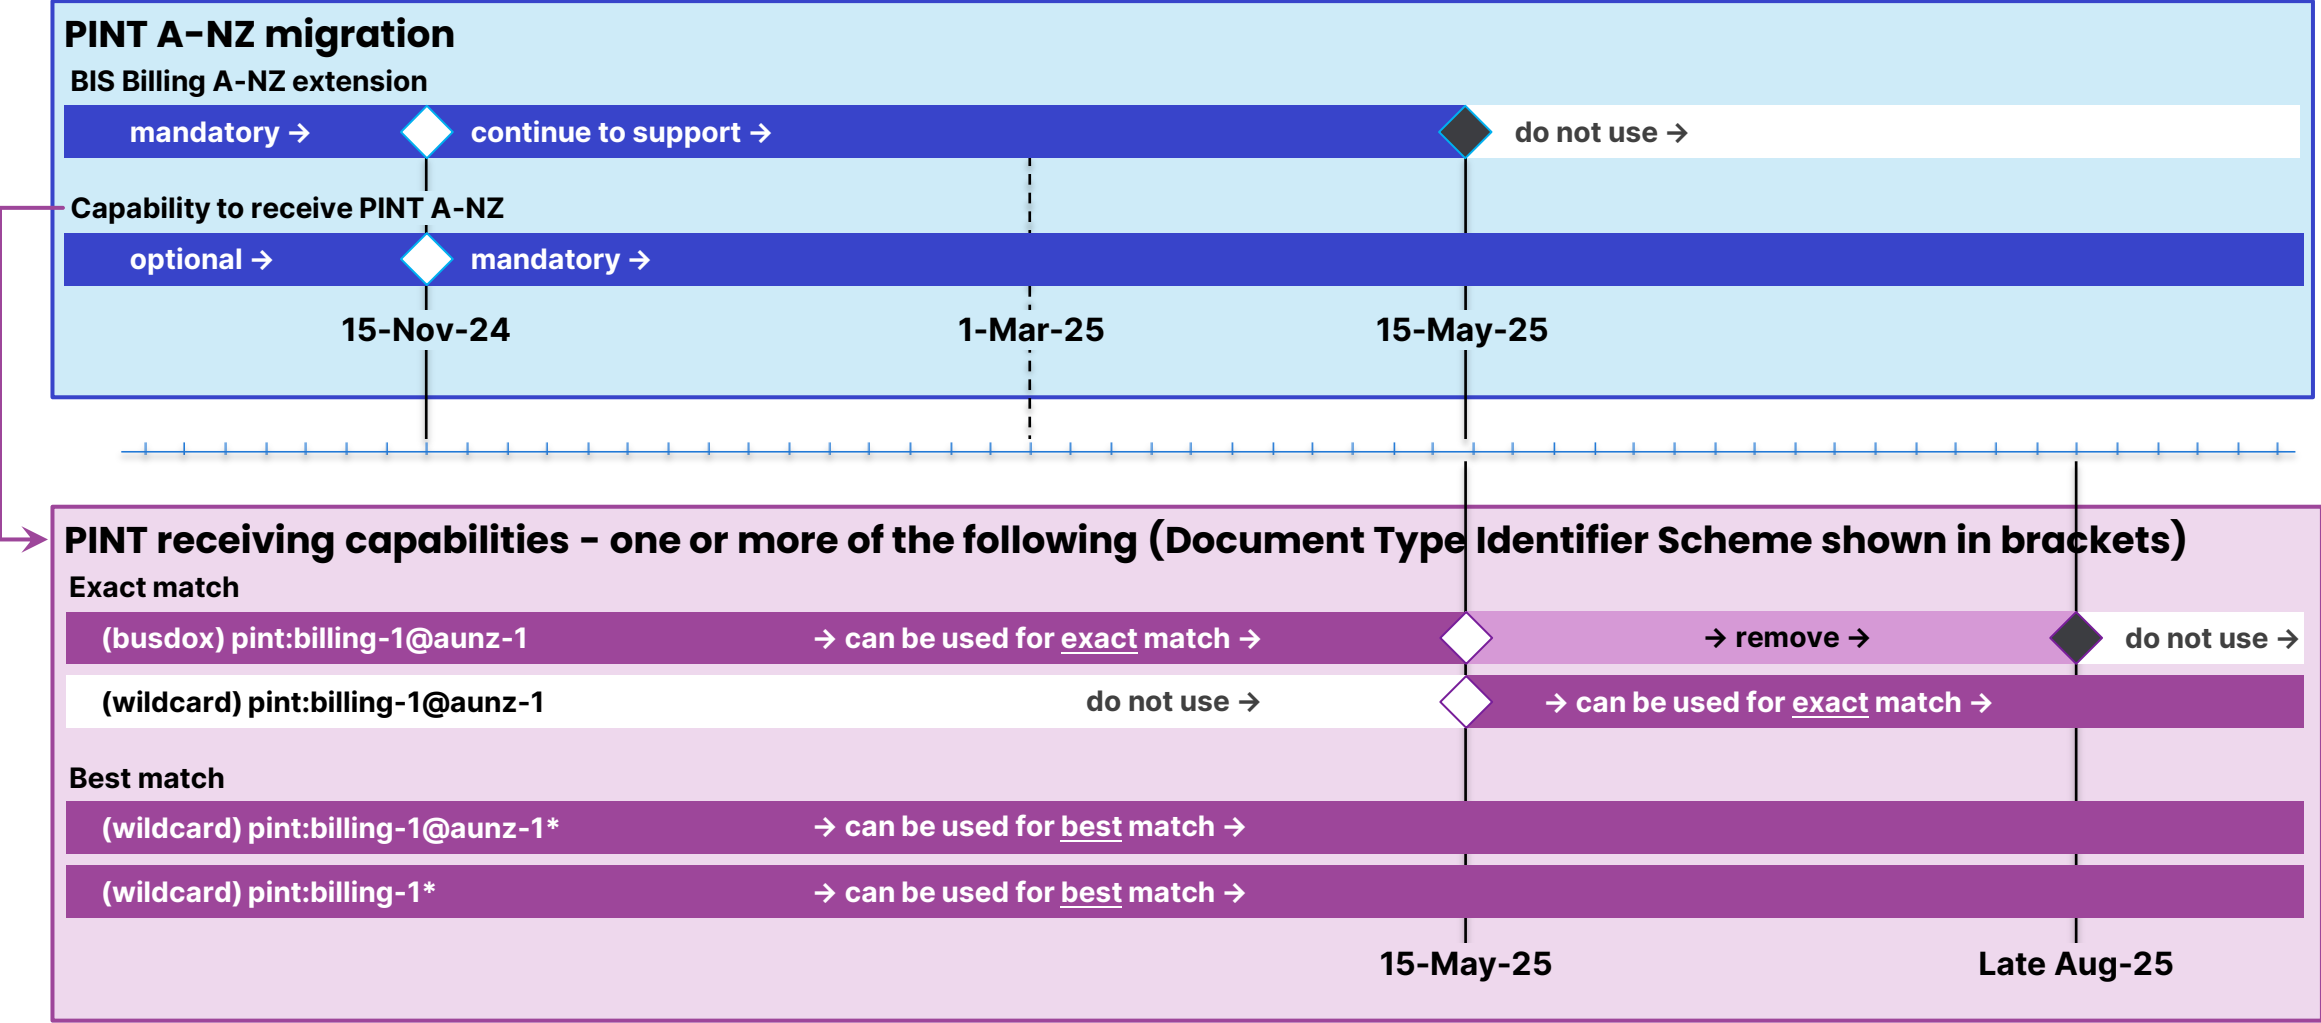 PINT A-NZ migration
BIS Billing A-NZ extension
mandatory → continue to support → do not use →
Capability to receive PINT A-NZ
optional → mandatory →
15-Nov-24 1-Mar-25 15-May-25
PINT receiving capabilities - one or more of the following (Document Type Identifier Scheme shown in brackets)
Exact match
(busdox) pint:billing-1@aunz-1 → can be used for exact match → → remove → do not use →
(wildcard) pint:billing-1@aunz-1 do not use → → can be used for exact match →
Best match
(wildcard) pint:billing-1@aunz-1* → can be used for best match →
(wildcard) pint:billing-1* → can be used for best match →
15-May-25 Late Aug-25